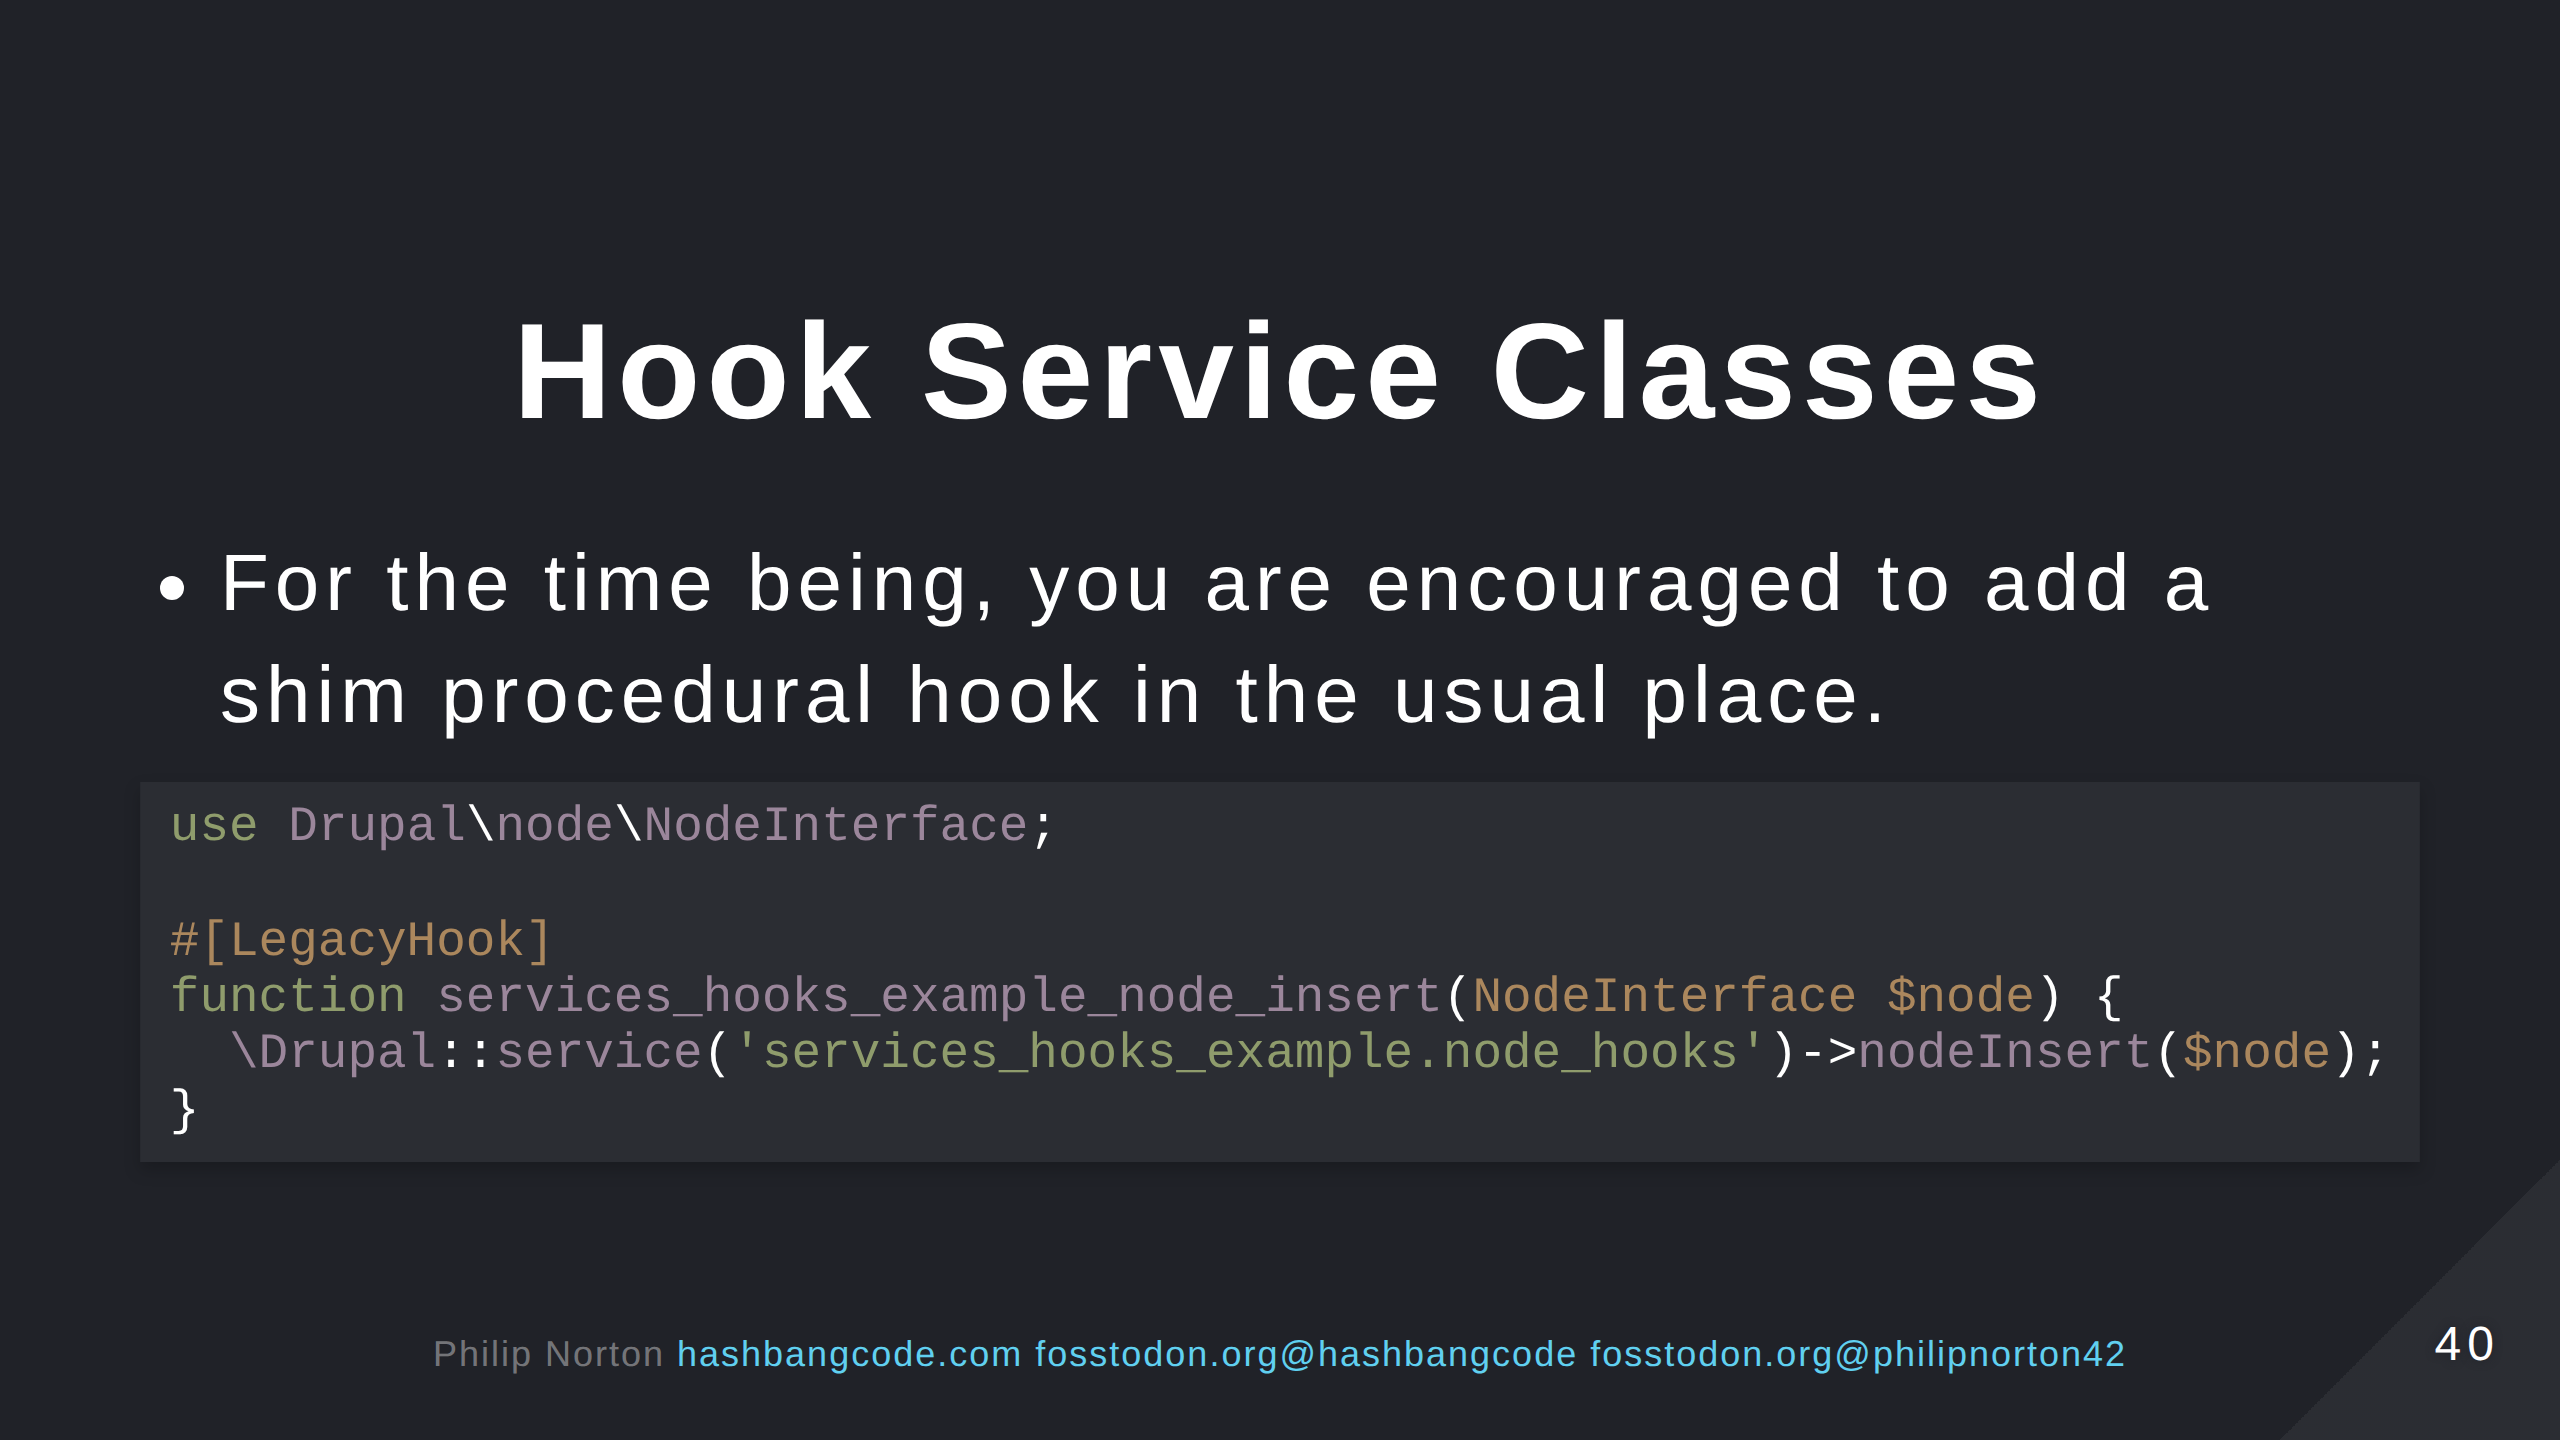 Hook Service Classes
• For the time being, you are encouraged to add a
shim procedural hook in the usual place.
use Drupal\node\NodeInterface;

#[LegacyHook]
function services_hooks_example_node_insert(NodeInterface $node) {
  \Drupal::service('services_hooks_example.node_hooks')->nodeInsert($node);
}
Philip Norton hashbangcode.com fosstodon.org@hashbangcode fosstodon.org@philipnorton42
40